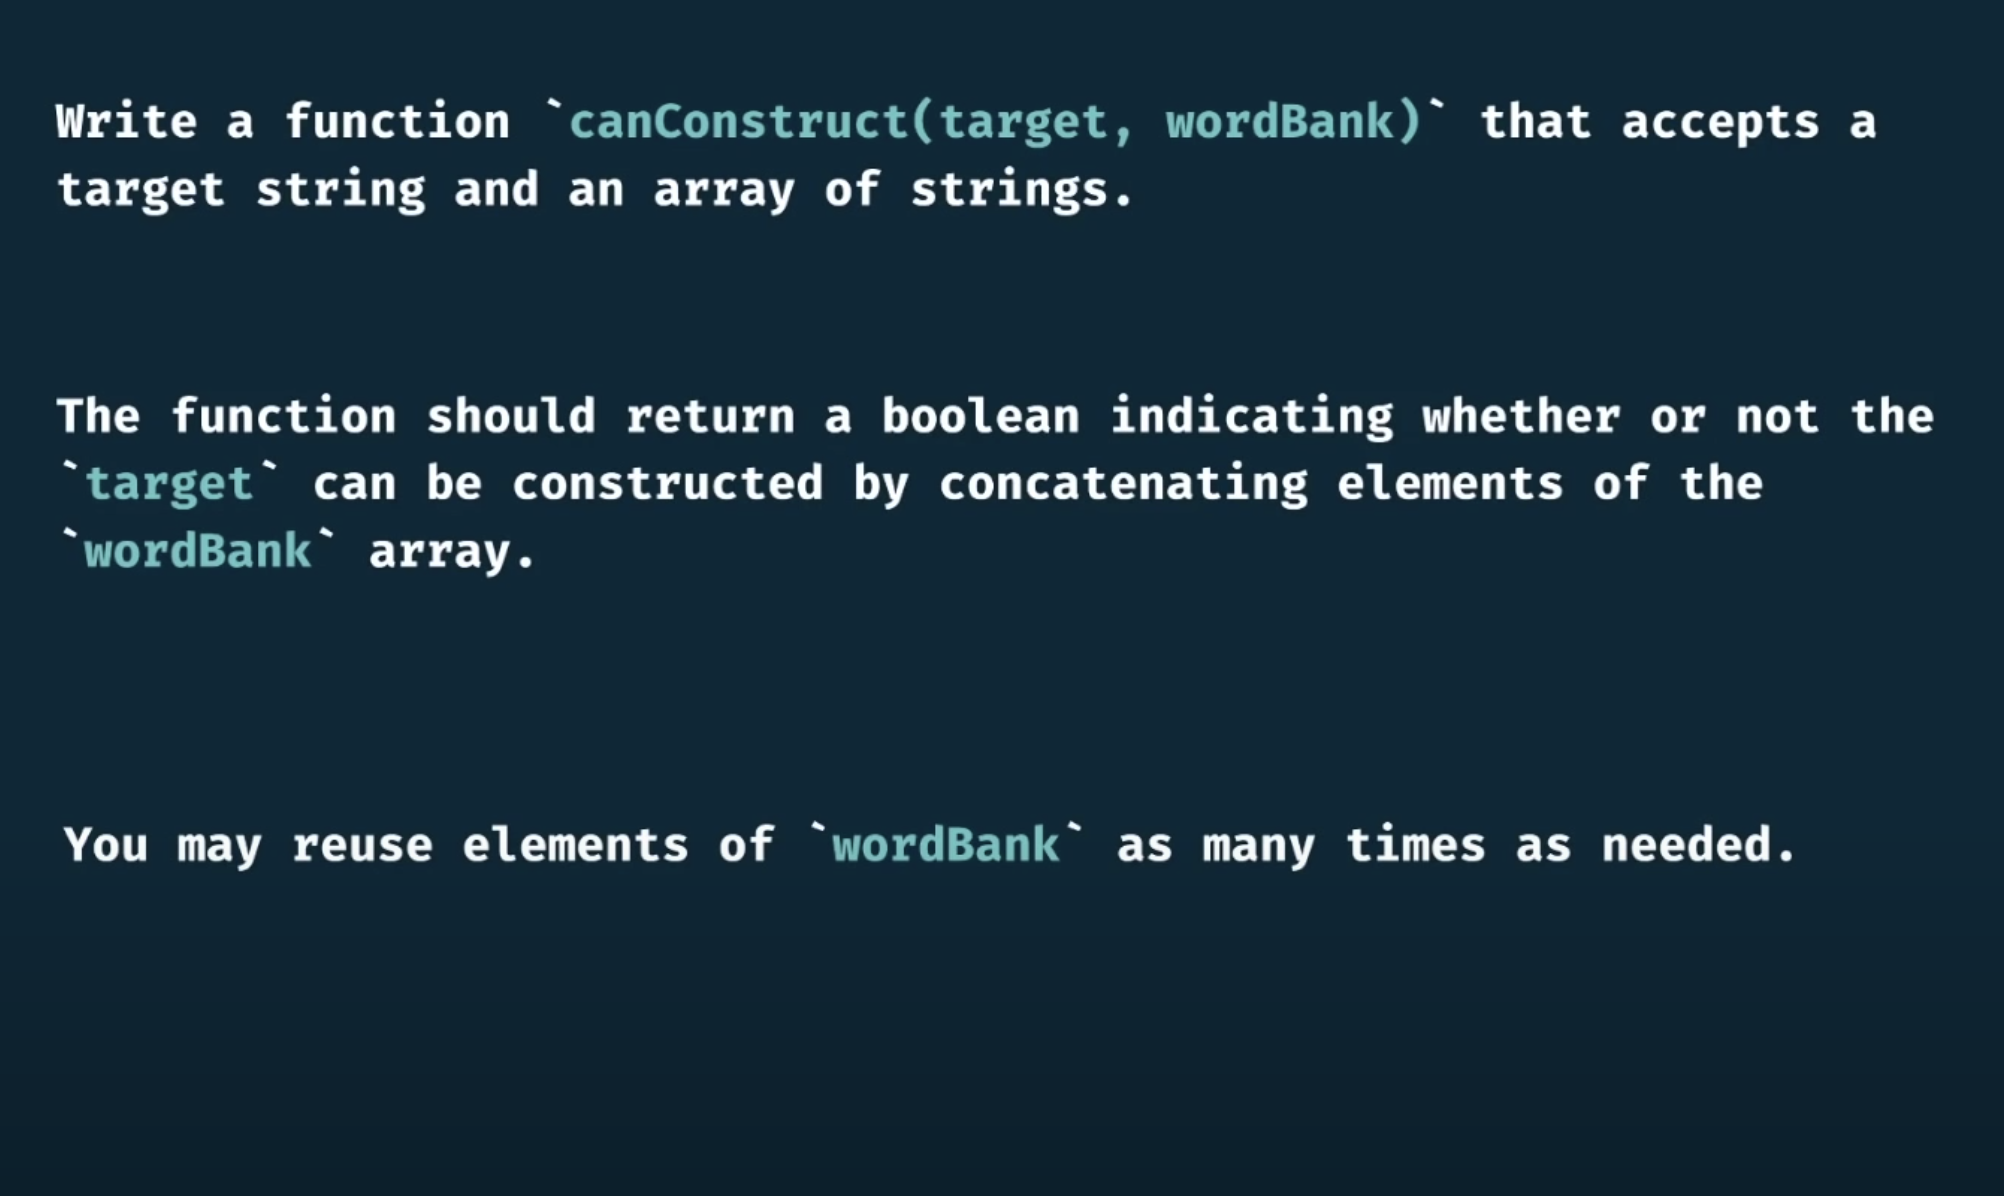 Write a function `canConstruct(target, wordBank)` that accepts a
target string and an array of strings.
The function should return a boolean indicating whether or not the
`target` can be constructed by concatenating elements of the
`wordBank` array.
You may reuse elements of `wordBank` as many times as needed.